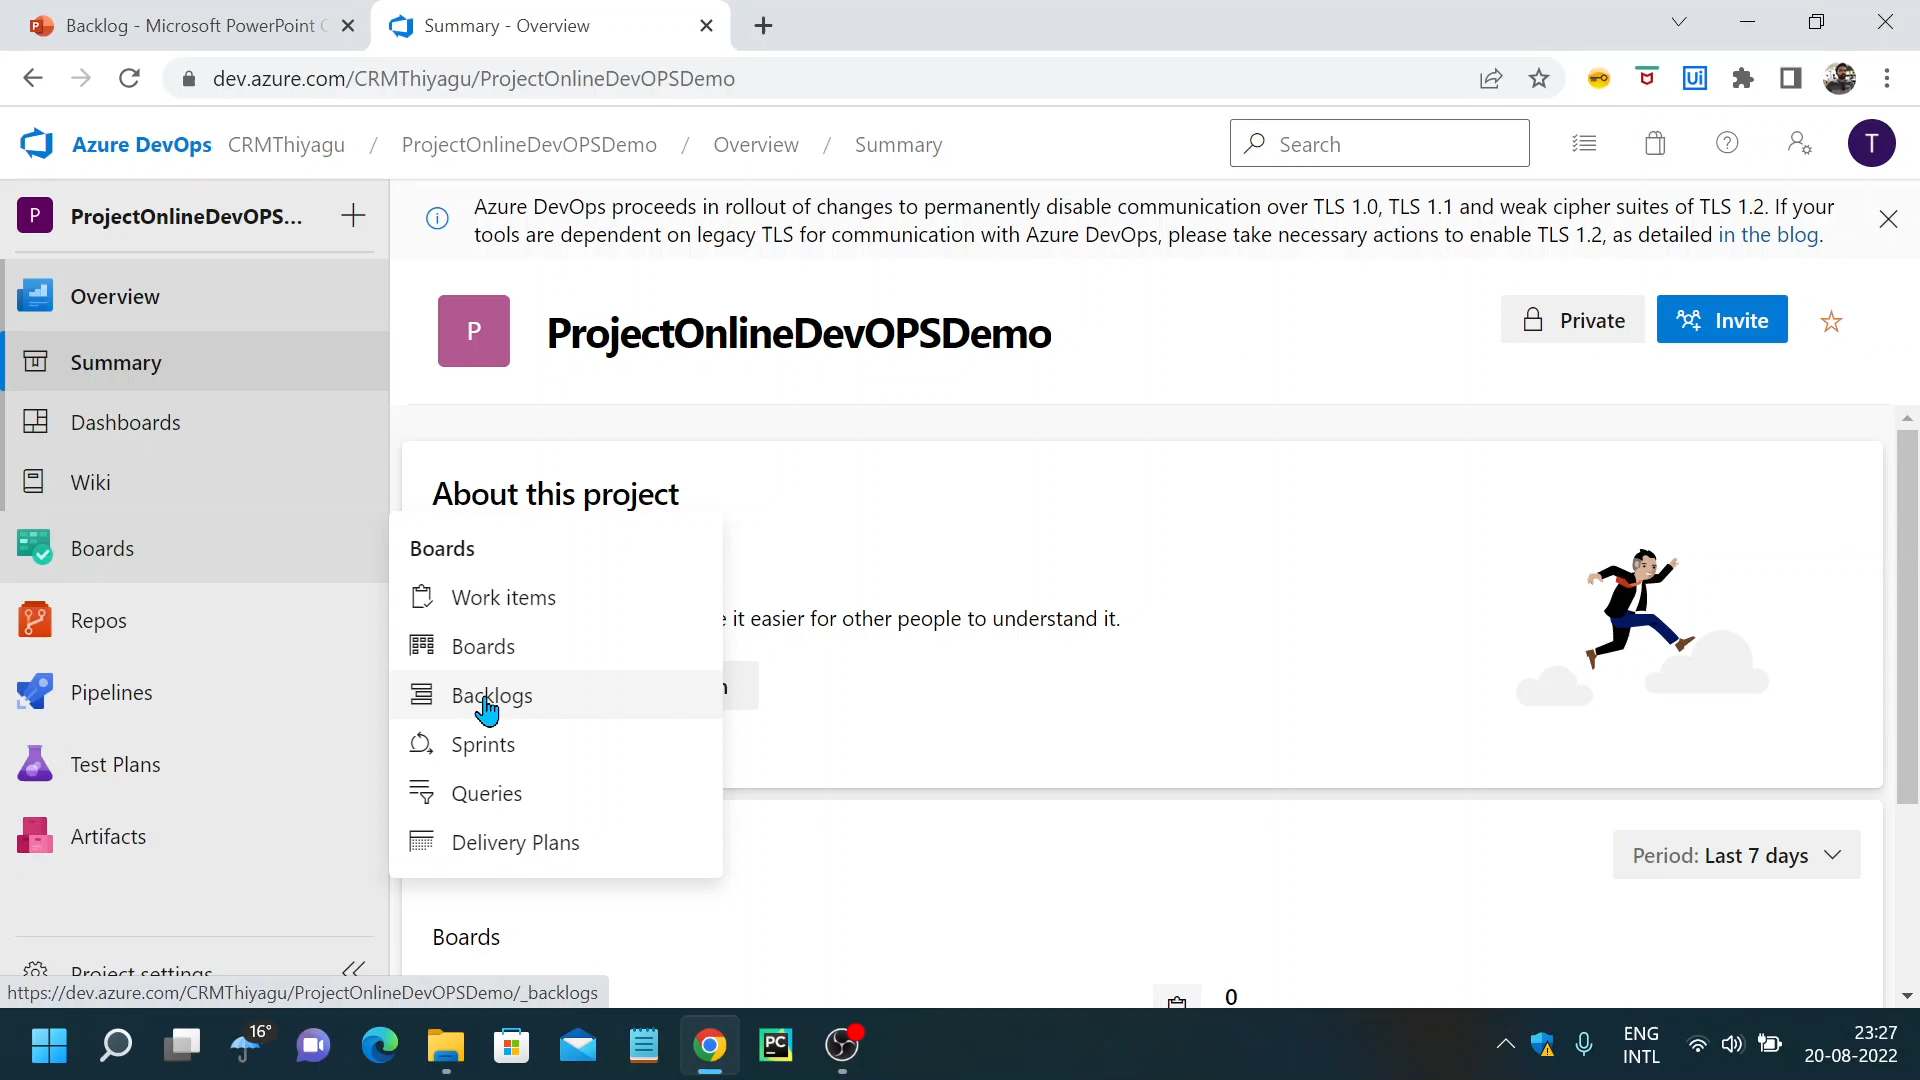 Backlog - Microsoft PowerPoint
Summary - Overview
dev.azure.com/CRMThiyagu/ProjectOnlineDevOPSDemo
Ui
Azure DevOps CRMThiyagu / ProjectOnlineDevOPSDemo / Overview / Summary
Search
T
P ProjectOnlineDevOPS...
Azure DevOps proceeds in rollout of changes to permanently disable communication over TLS 1.0, TLS 1.1 and weak cipher suites of TLS 1.2. If your
tools are dependent on legacy TLS for communication with Azure DevOps, please take necessary actions to enable TLS 1.2, as detailed in the blog.
Overview
Summary
Dashboards
Wiki
Boards
Repos
Pipelines
Test Plans
Artifacts
Project settings
P
ProjectOnlineDevOPSDemo
Private
Invite
About this project
it easier for other people to understand it.
Boards
Work items
Boards
Backlogs
Sprints
Queries
Delivery Plans
Period: Last 7 days
Boards
0
https://dev.azure.com/CRMThiyagu/ProjectOnlineDevOPSDemo/_backlogs
16°
PC
ENG
INTL
23:27
20-08-2022